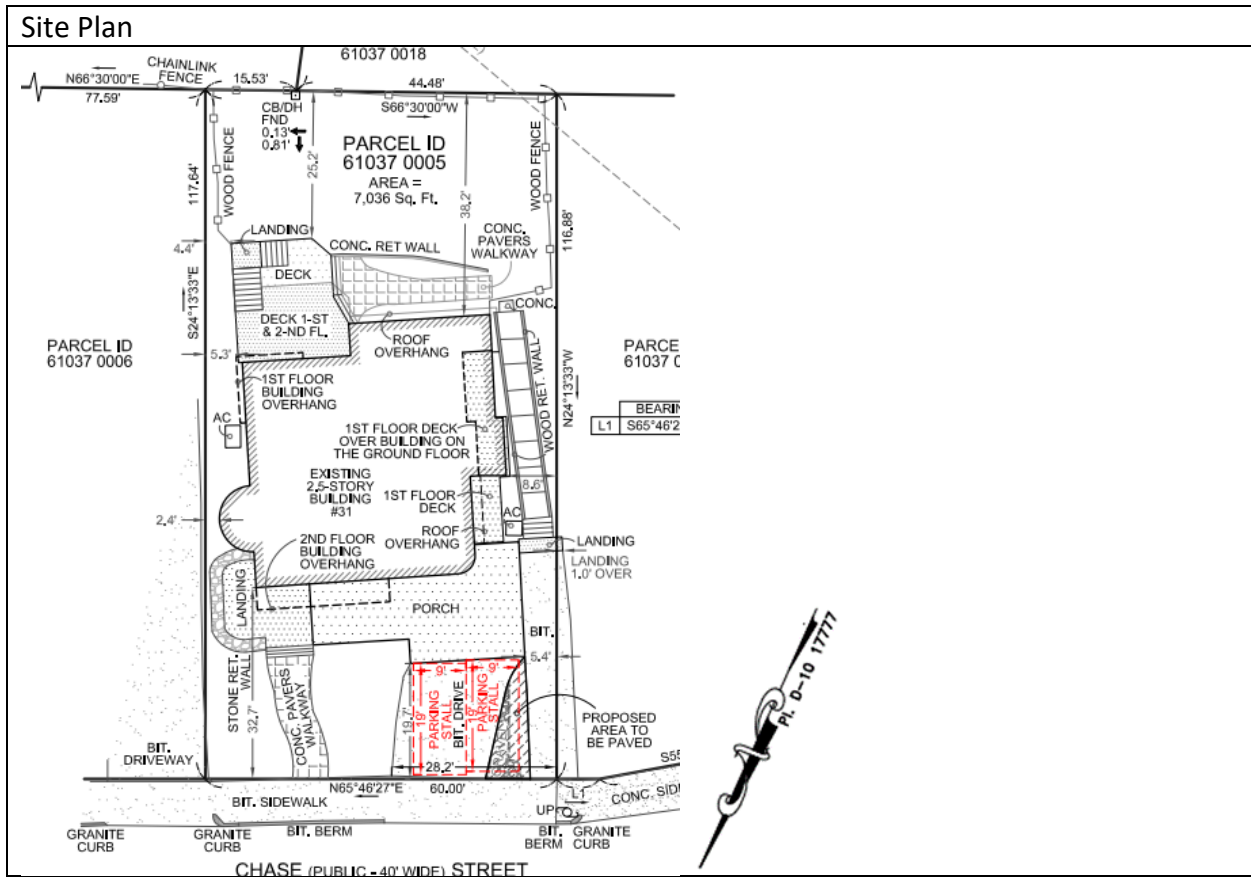 Site Plan
61037 0018
CHAINLINK
FENCE
N66°30'00"E
77.59'
15.53'
44.48'
S66°30'00"W
CB/DH
FND
0.13'
0.81'
PARCEL ID
61037 0005
AREA =
7,036 Sq. Ft.
WOOD FENCE
WOOD FENCE
117.64'
25.2'
38.2'
116.88'
LANDING
4.4'
CONC. RET WALL
CONC.
PAVERS
WALKWAY
DECK
S24°13'33"E
DECK 1-ST
& 2-ND FL.
CONC.
ROOF
OVERHANG
PARCEL ID
61037 0006
5.3'
PARCE
61037 0
1ST FLOOR
BUILDING
OVERHANG
WOOD RET. WALL
N24°13'33"W
AC
BEARIN
L1 S65°46'2
1ST FLOOR DECK
OVER BUILDING ON
THE GROUND FLOOR
EXISTING
2.5-STORY
BUILDING
#31
1ST FLOOR
DECK
8.6'
AC
2.4'
ROOF
OVERHANG
2ND FLOOR
BUILDING
OVERHANG
LANDING
LANDING
1.0' OVER
LANDING
PORCH
BIT.
5.4'
STONE RET.
WALL
32.7'
CONC. PAVERS
WALKWAY
9'
9'
19.7'
19'
PARKING
STALL
BIT. DRIVE
19'
PARKING
STALL
PROPOSED
AREA TO
BE PAVED
Pl. D-10 17777
BIT.
DRIVEWAY
28.2'
S55
N65°46'27"E
60.00'
L1
BIT. SIDEWALK
UP
CONC. SIDE
GRANITE
CURB
GRANITE
CURB
BIT. BERM
BIT.
BERM
GRANITE
CURB
CHASE (PUBLIC - 40' WIDE) STREET